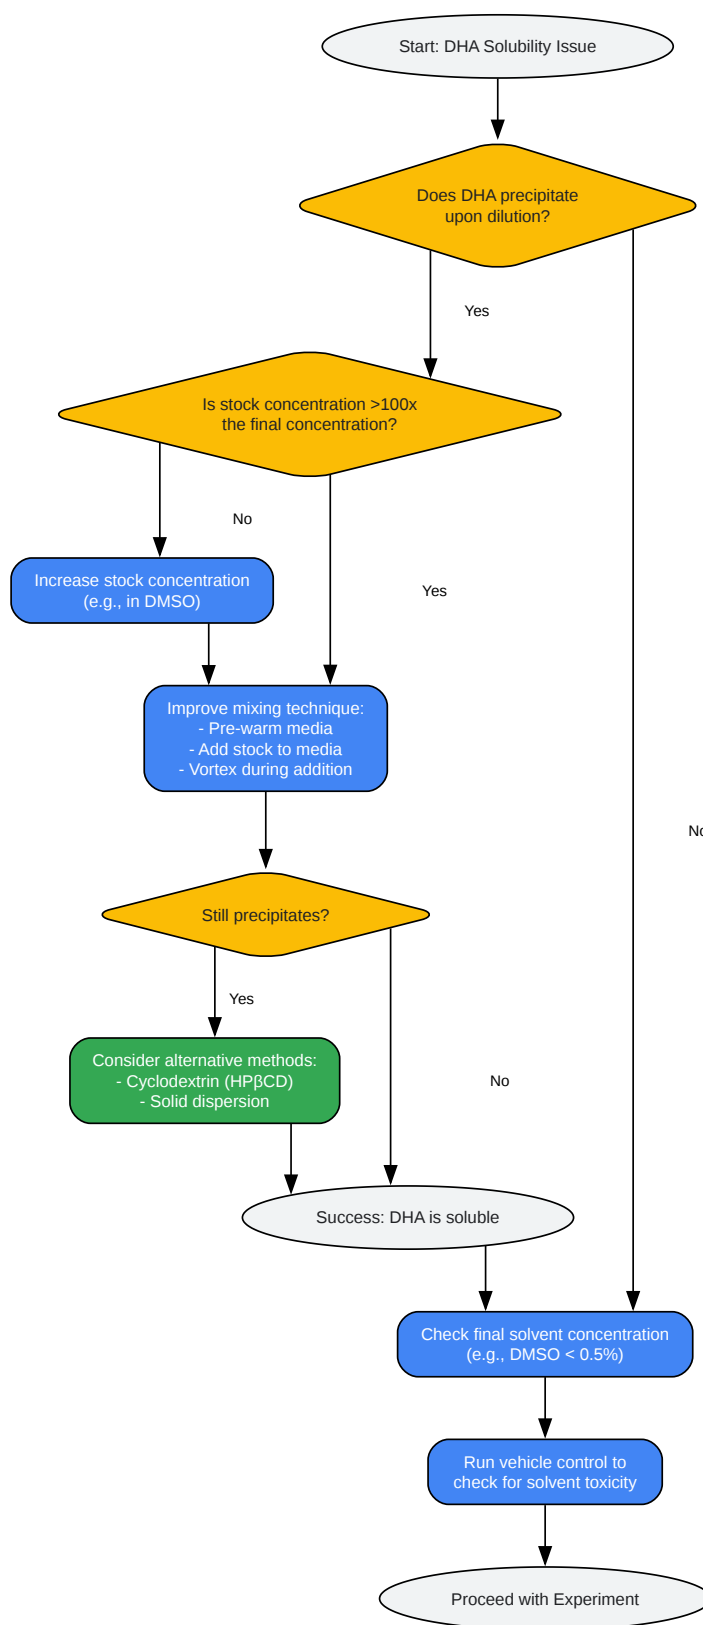 Start: DHA Solubility Issue
Does DHA precipitate
upon dilution?
Yes
Is stock concentration >100x
the final concentration?
No
Increase stock concentration
(e.g., in DMSO)
Yes
Improve mixing technique:
- Pre-warm media
- Add stock to media
- Vortex during addition
No
Still precipitates?
Yes
Consider alternative methods:
- Cyclodextrin (HPβCD)
- Solid dispersion
No
Success: DHA is soluble
Check final solvent concentration
(e.g., DMSO < 0.5%)
Run vehicle control to
check for solvent toxicity
Proceed with Experiment